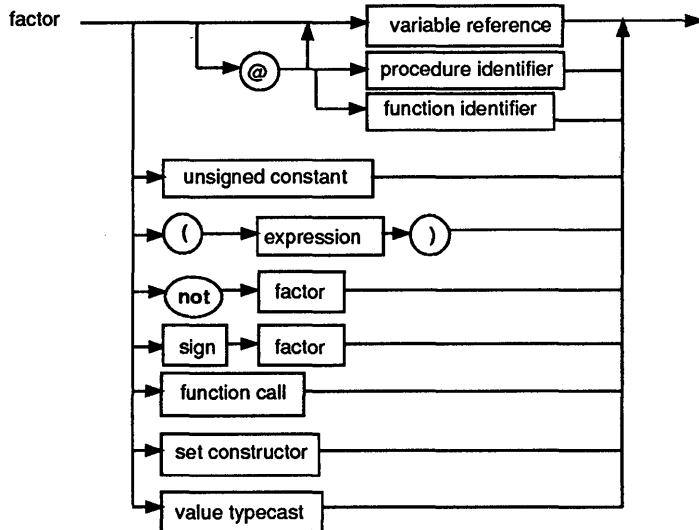 factor
variable reference
@
procedure identifier
function identifier
unsigned constant
( expression )
not factor
sign factor
function call
set constructor
value typecast